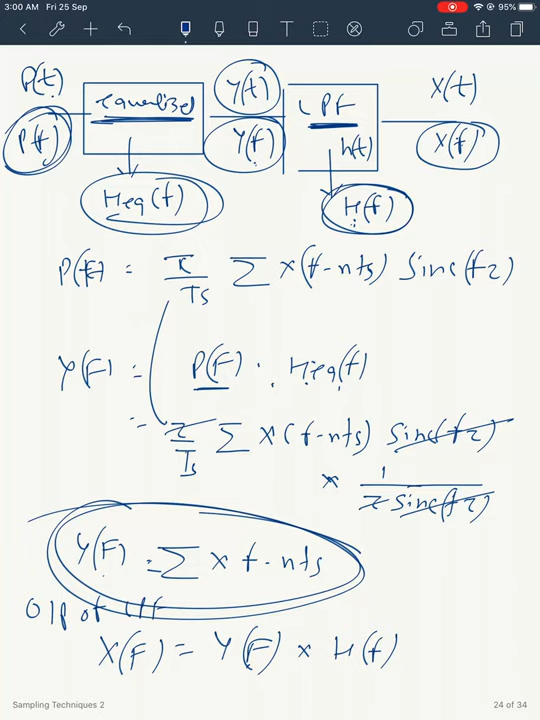 3:00 AM Fri 25 Sep 95%
P(t) Y(t) X(t)
equalizer LPF
P(f) Y(f) h(t) X(f)
Heq(f) H(f)
P(f) = τ/Ts Σ X(f-nfs) Sinc(fτ)
Y(F) = P(F) . Heq(f)
= τ/Ts Σ X(f-nfs) Sinc(fτ)
× 1/τ Sinc(fτ)
Y(F) = Σ X f-nfs
O/p of LPF
X(F) = Y(F) × H(f)
Sampling Techniques 2 24 of 34